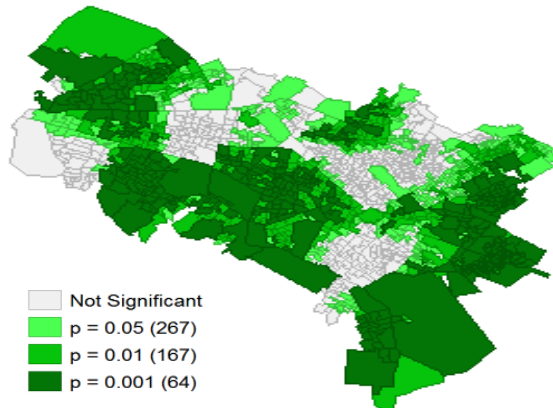 Not Significant
p = 0.05 (267)
p = 0.01 (167)
p = 0.001 (64)